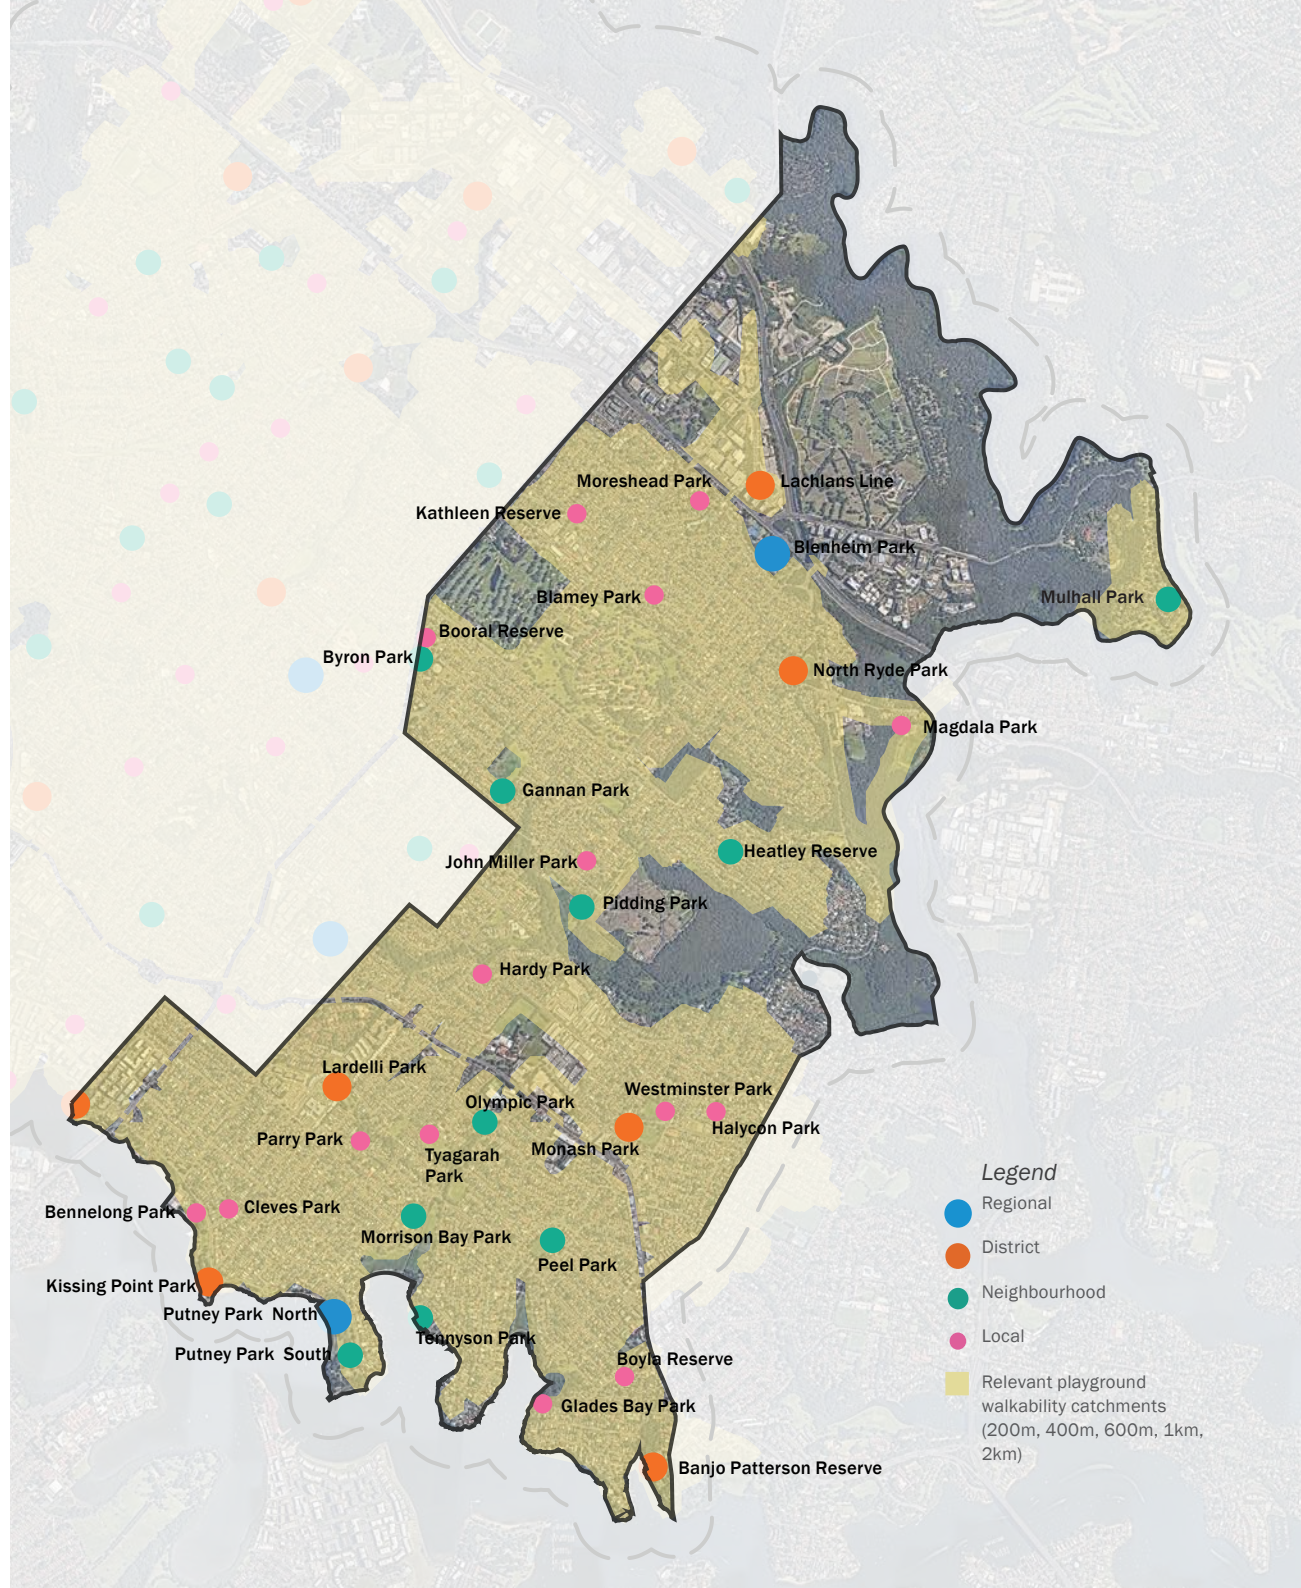 Moreshead Park
Lachlans Line
Kathleen Reserve
Blenheim Park
Blamey Park
Mulhall Park
Booral Reserve
Byron Park
North Ryde Park
Magdala Park
Gannan Park
Heatley Reserve
John Miller Park
Pidding Park
Hardy Park
Lardelli Park
Westminster Park
Olympic Park
Halycon Park
Parry Park
Monash Park
Tyagarah
Park
Bennelong Park
Cleves Park
Morrison Bay Park
Peel Park
Kissing Point Park
Putney Park North
Tennyson Park
Putney Park South
Boyla Reserve
Glades Bay Park
Banjo Patterson Reserve
Legend
Regional
District
Neighbourhood
Local
Relevant playground
walkability catchments
(200m, 400m, 600m, 1km,
2km)